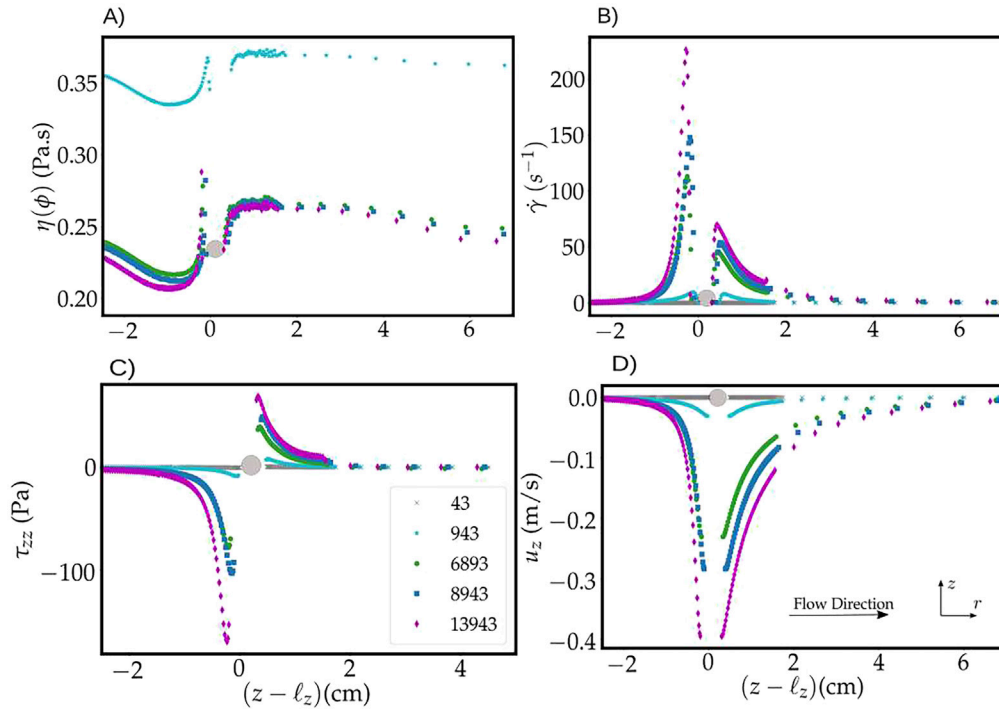 A)
B)
0.35
0.30
0.25
0.20
η(ϕ) (Pa.s)
−2 0 2 4 6
200
150
100
50
0
γ̇ (s⁻¹)
−2 0 2 4 6
C)
D)
0
−100
τzz (Pa)
43
943
6893
8943
13943
−2 0 2 4
(z − ℓz)(cm)
0.0
−0.1
−0.2
−0.3
−0.4
uz (m/s)
Flow Direction
z
r
−2 0 2 4 6
(z − ℓz)(cm)